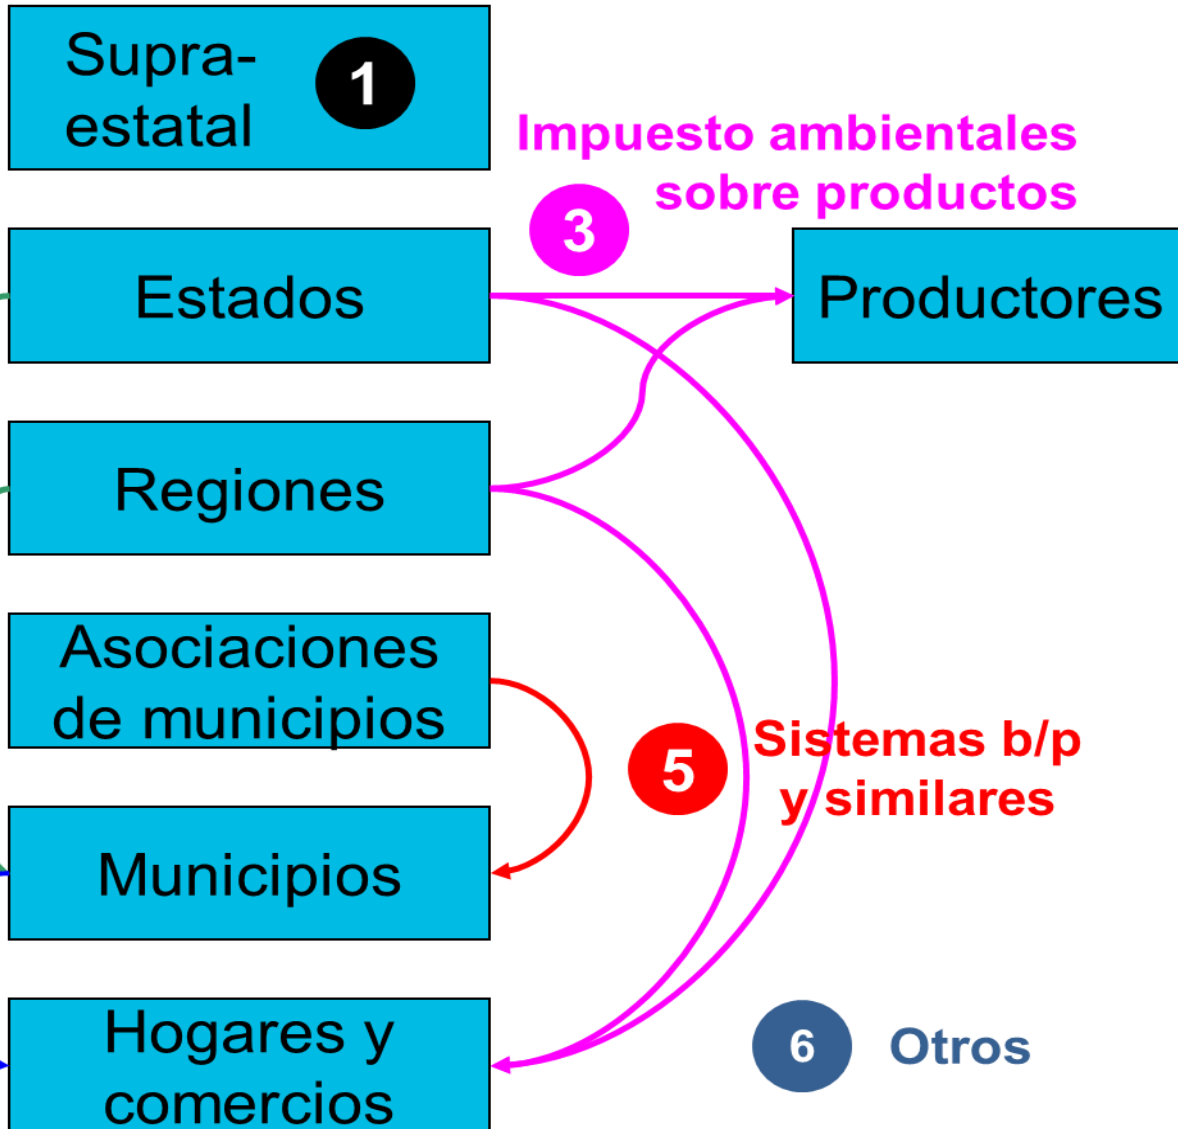 Supra-
estatal
1
Impuesto ambientales
sobre productos
3
Estados
Productores
Regiones
Asociaciones
de municipios
5
Sistemas b/p
y similares
Municipios
Hogares y
comercios
6
Otros